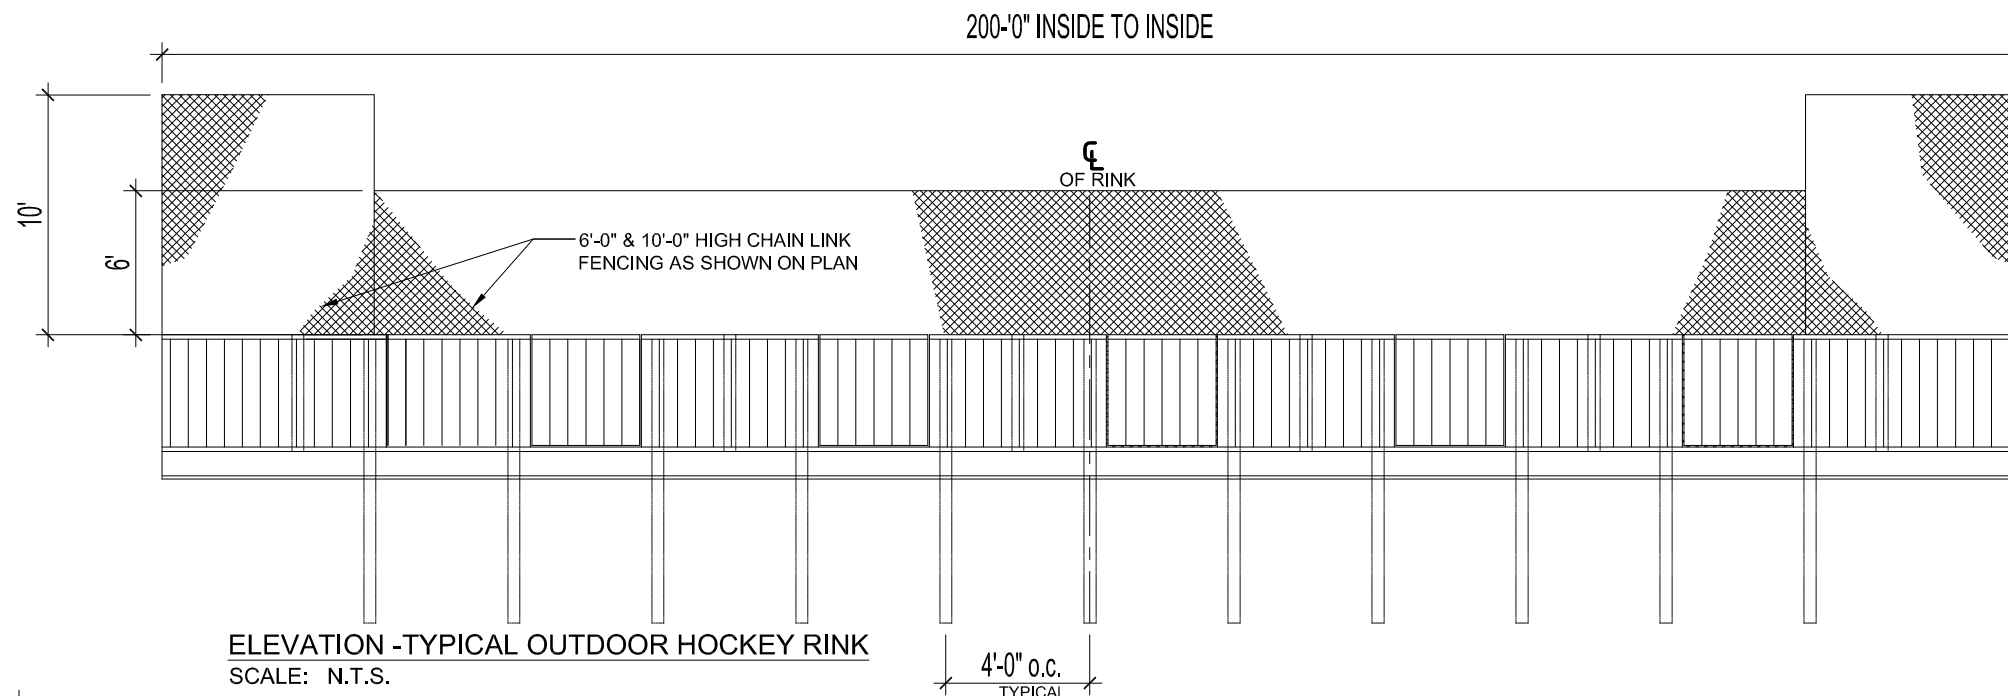 200-'0" INSIDE TO INSIDE
℄
OF RINK
10'
6'
6'-0" & 10'-0" HIGH CHAIN LINK
FENCING AS SHOWN ON PLAN
ELEVATION -TYPICAL OUTDOOR HOCKEY RINK
SCALE: N.T.S.
4'-0" o.c.
TYPICAL